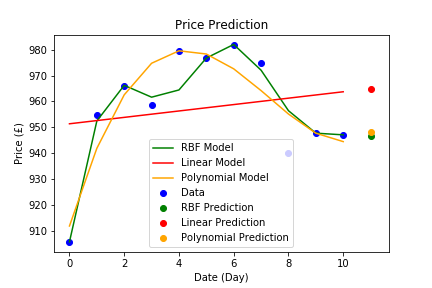 Price Prediction
980
970
960
950
940
930
920
910
Price (£)
RBF Model
Linear Model
Polynomial Model
Data
RBF Prediction
Linear Prediction
Polynomial Prediction
0
2
4
6
8
10
Date (Day)